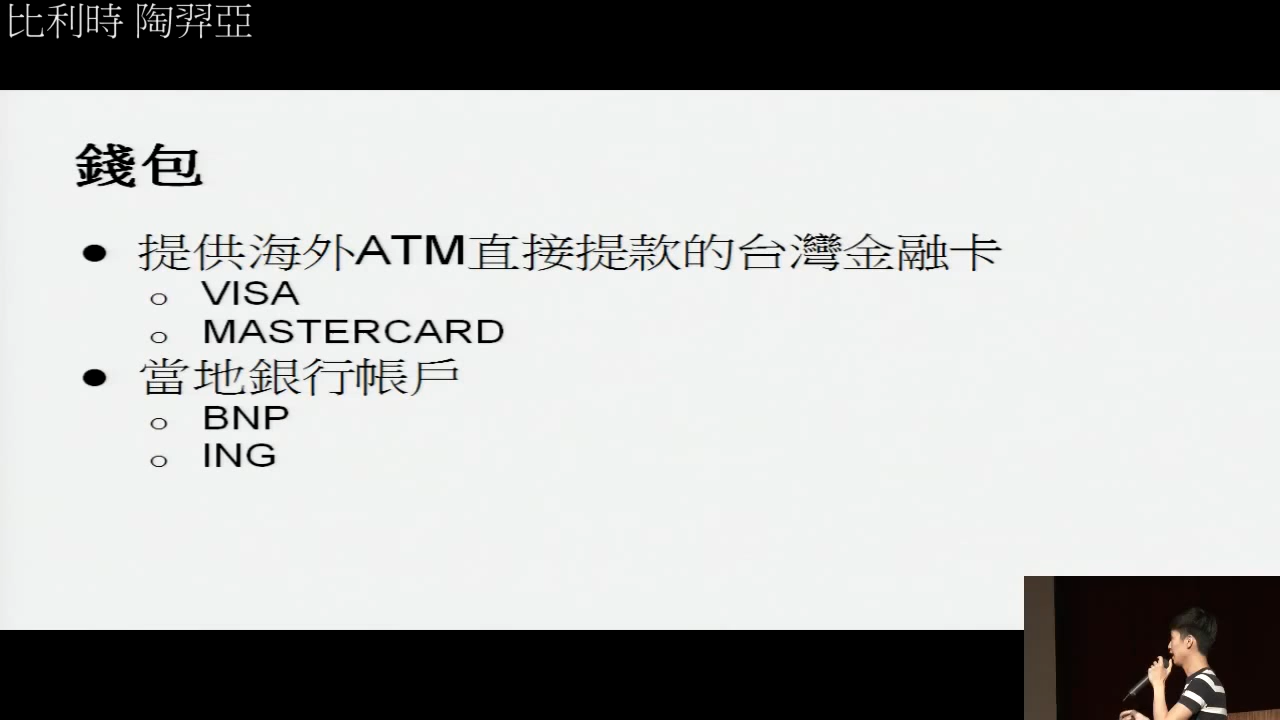 比利時 陶羿亞
錢包
● 提供海外ATM直接提款的台灣金融卡
○ VISA
○ MASTERCARD
● 當地銀行帳戶
○ BNP
○ ING